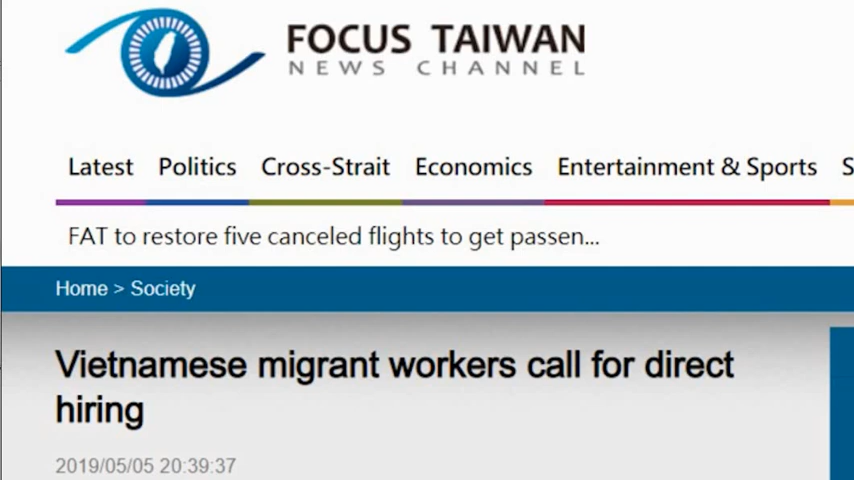 FOCUS TAIWAN
NEWS CHANNEL
Latest Politics Cross-Strait Economics Entertainment & Sports S
FAT to restore five canceled flights to get passen...
Home > Society
Vietnamese migrant workers call for direct
hiring
2019/05/05 20:39:37